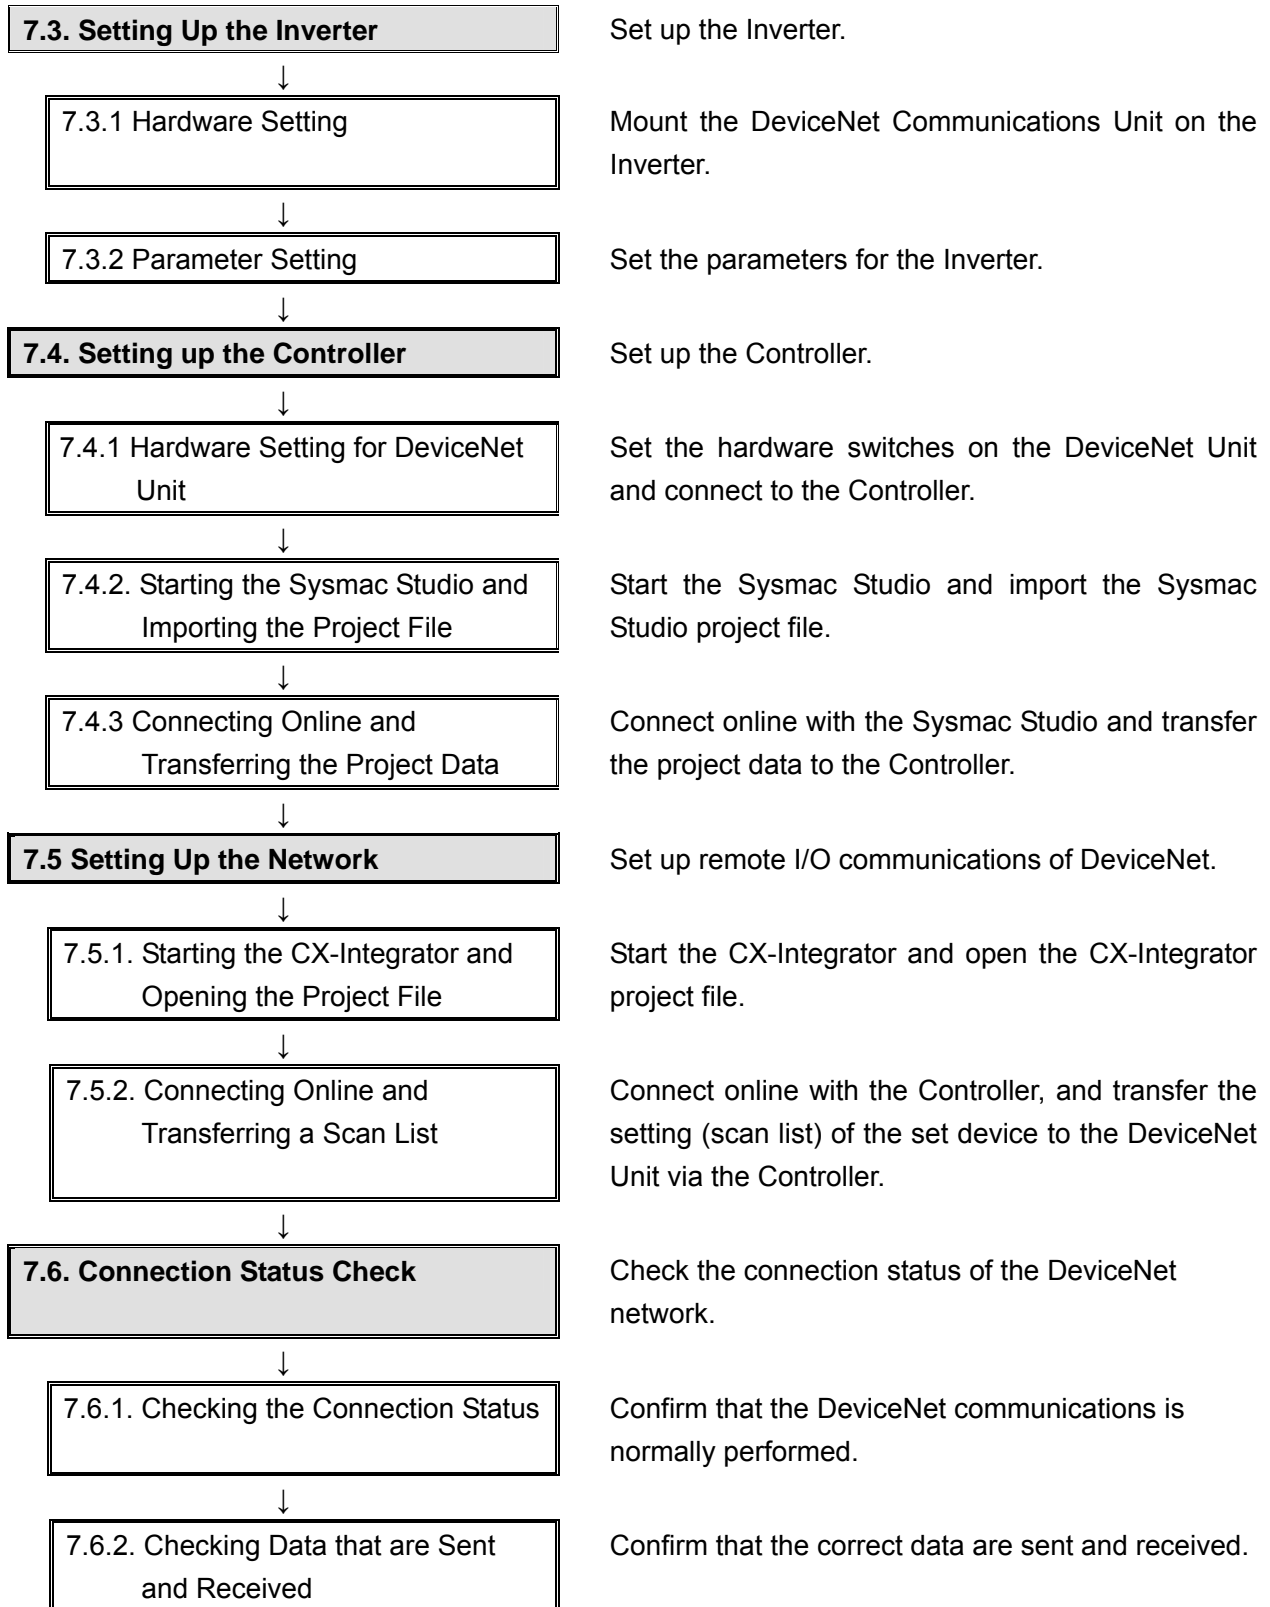 7.3. Setting Up the Inverter
Set up the Inverter.
↓
7.3.1 Hardware Setting
Mount the DeviceNet Communications Unit on the
Inverter.
↓
7.3.2 Parameter Setting
Set the parameters for the Inverter.
↓
7.4. Setting up the Controller
Set up the Controller.
↓
7.4.1 Hardware Setting for DeviceNet
Unit
Set the hardware switches on the DeviceNet Unit
and connect to the Controller.
↓
7.4.2. Starting the Sysmac Studio and
Importing the Project File
Start the Sysmac Studio and import the Sysmac
Studio project file.
↓
7.4.3 Connecting Online and
Transferring the Project Data
Connect online with the Sysmac Studio and transfer
the project data to the Controller.
↓
7.5 Setting Up the Network
Set up remote I/O communications of DeviceNet.
↓
7.5.1. Starting the CX-Integrator and
Opening the Project File
Start the CX-Integrator and open the CX-Integrator
project file.
↓
7.5.2. Connecting Online and
Transferring a Scan List
Connect online with the Controller, and transfer the
setting (scan list) of the set device to the DeviceNet
Unit via the Controller.
↓
7.6. Connection Status Check
Check the connection status of the DeviceNet
network.
↓
7.6.1. Checking the Connection Status
Confirm that the DeviceNet communications is
normally performed.
↓
7.6.2. Checking Data that are Sent
and Received
Confirm that the correct data are sent and received.